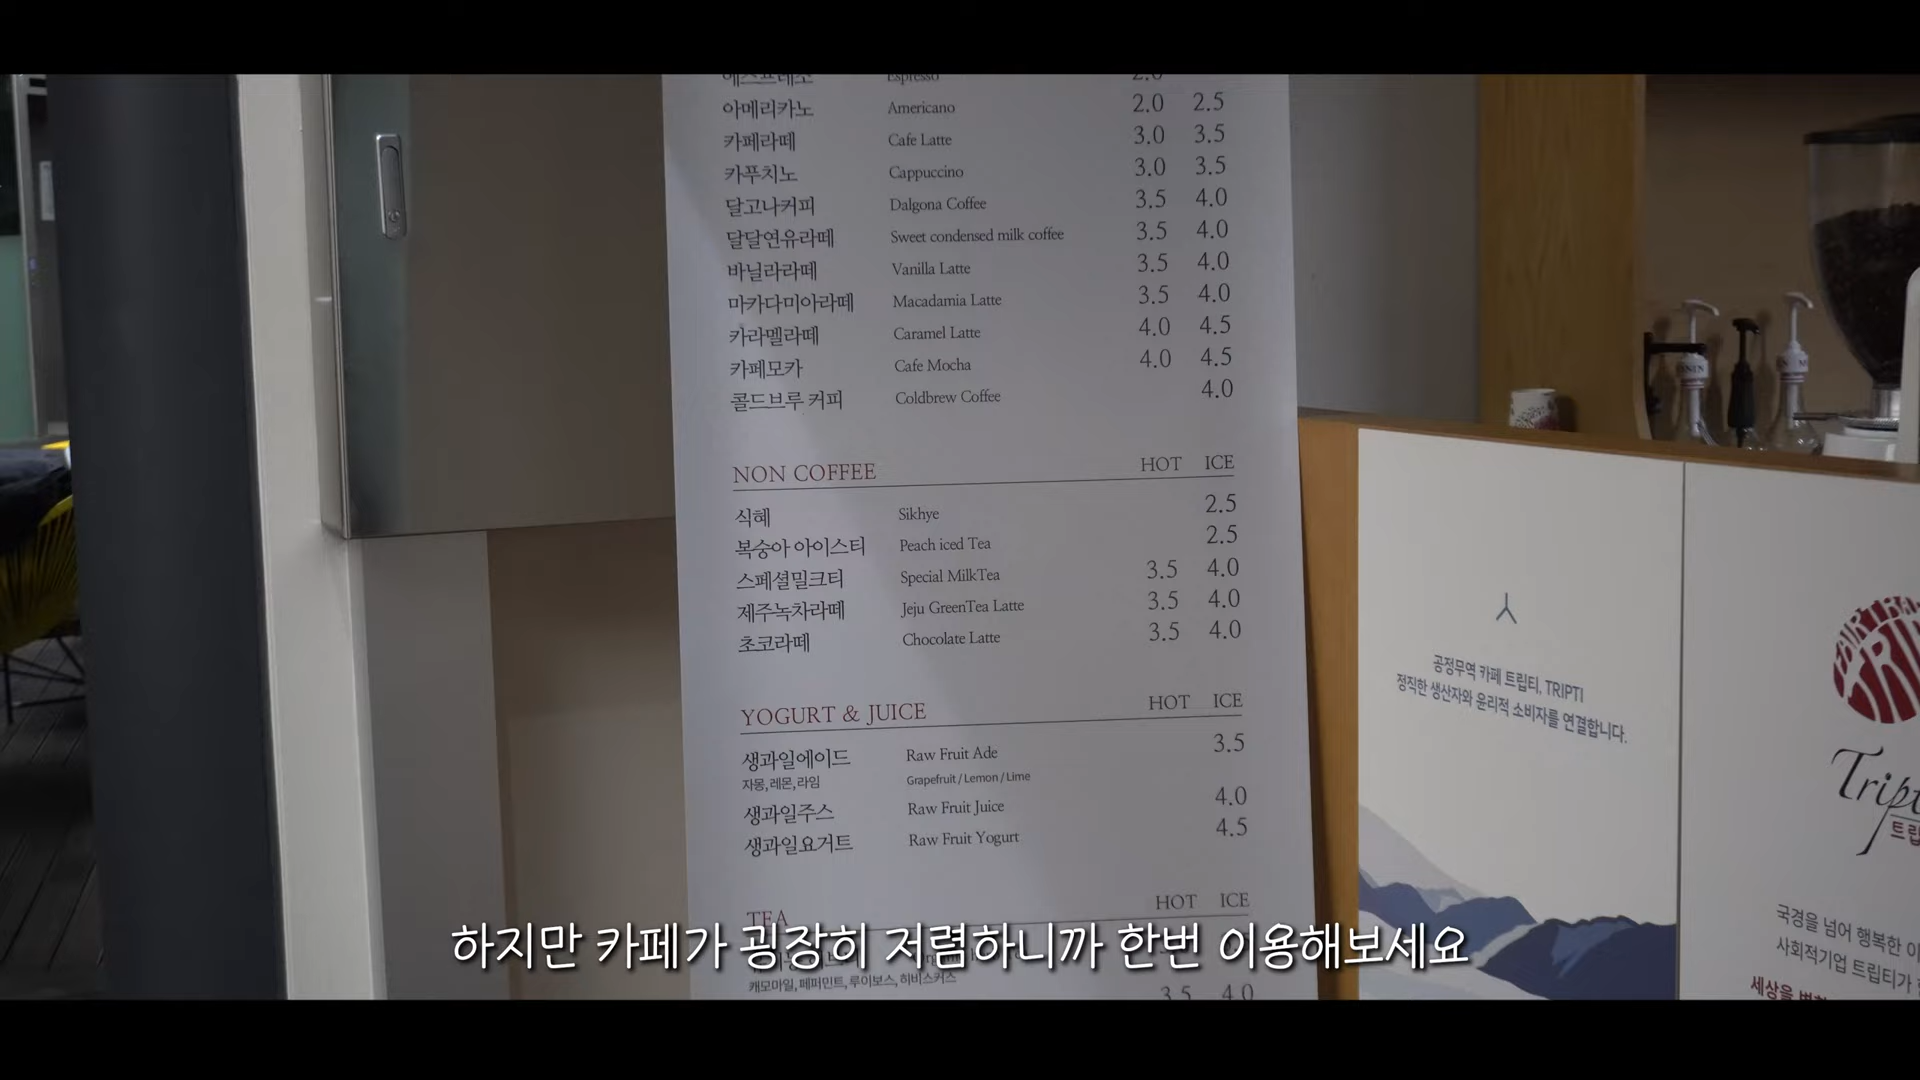 에스프레소 Espresso 2.0
아메리카노 Americano 2.0 2.5
카페라떼 Cafe Latte 3.0 3.5
카푸치노 Cappuccino 3.0 3.5
달고나커피 Dalgona Coffee 3.5 4.0
달달연유라떼 Sweet condensed milk coffee 3.5 4.0
바닐라라떼 Vanilla Latte 3.5 4.0
마카다미아라떼 Macadamia Latte 3.5 4.0
카라멜라떼 Caramel Latte 4.0 4.5
카페모카 Cafe Mocha 4.0 4.5
콜드브루 커피 Coldbrew Coffee 4.0
NON COFFEE HOT ICE
식혜 Sikhye 2.5
복숭아 아이스티 Peach iced Tea 2.5
스페셜밀크티 Special MilkTea 3.5 4.0
제주녹차라떼 Jeju GreenTea Latte 3.5 4.0
초코라떼 Chocolate Latte 3.5 4.0
YOGURT & JUICE HOT ICE
생과일에이드 Raw Fruit Ade 3.5
자몽, 레몬, 라임 Grapefruit / Lemon / Lime
생과일주스 Raw Fruit Juice 4.0
생과일요거트 Raw Fruit Yogurt 4.5
TEA HOT ICE
캐모마일, 페퍼민트, 루이보스, 히비스커스
3.5 4.0
공정무역 카페 트립티, TRIPTI
정직한 생산자와 윤리적 소비자를 연결합니다.
국경을 넘어 행복한
사회적기업 트립티가
세상을
하지만 카페가 굉장히 저렴하니까 한번 이용해보세요